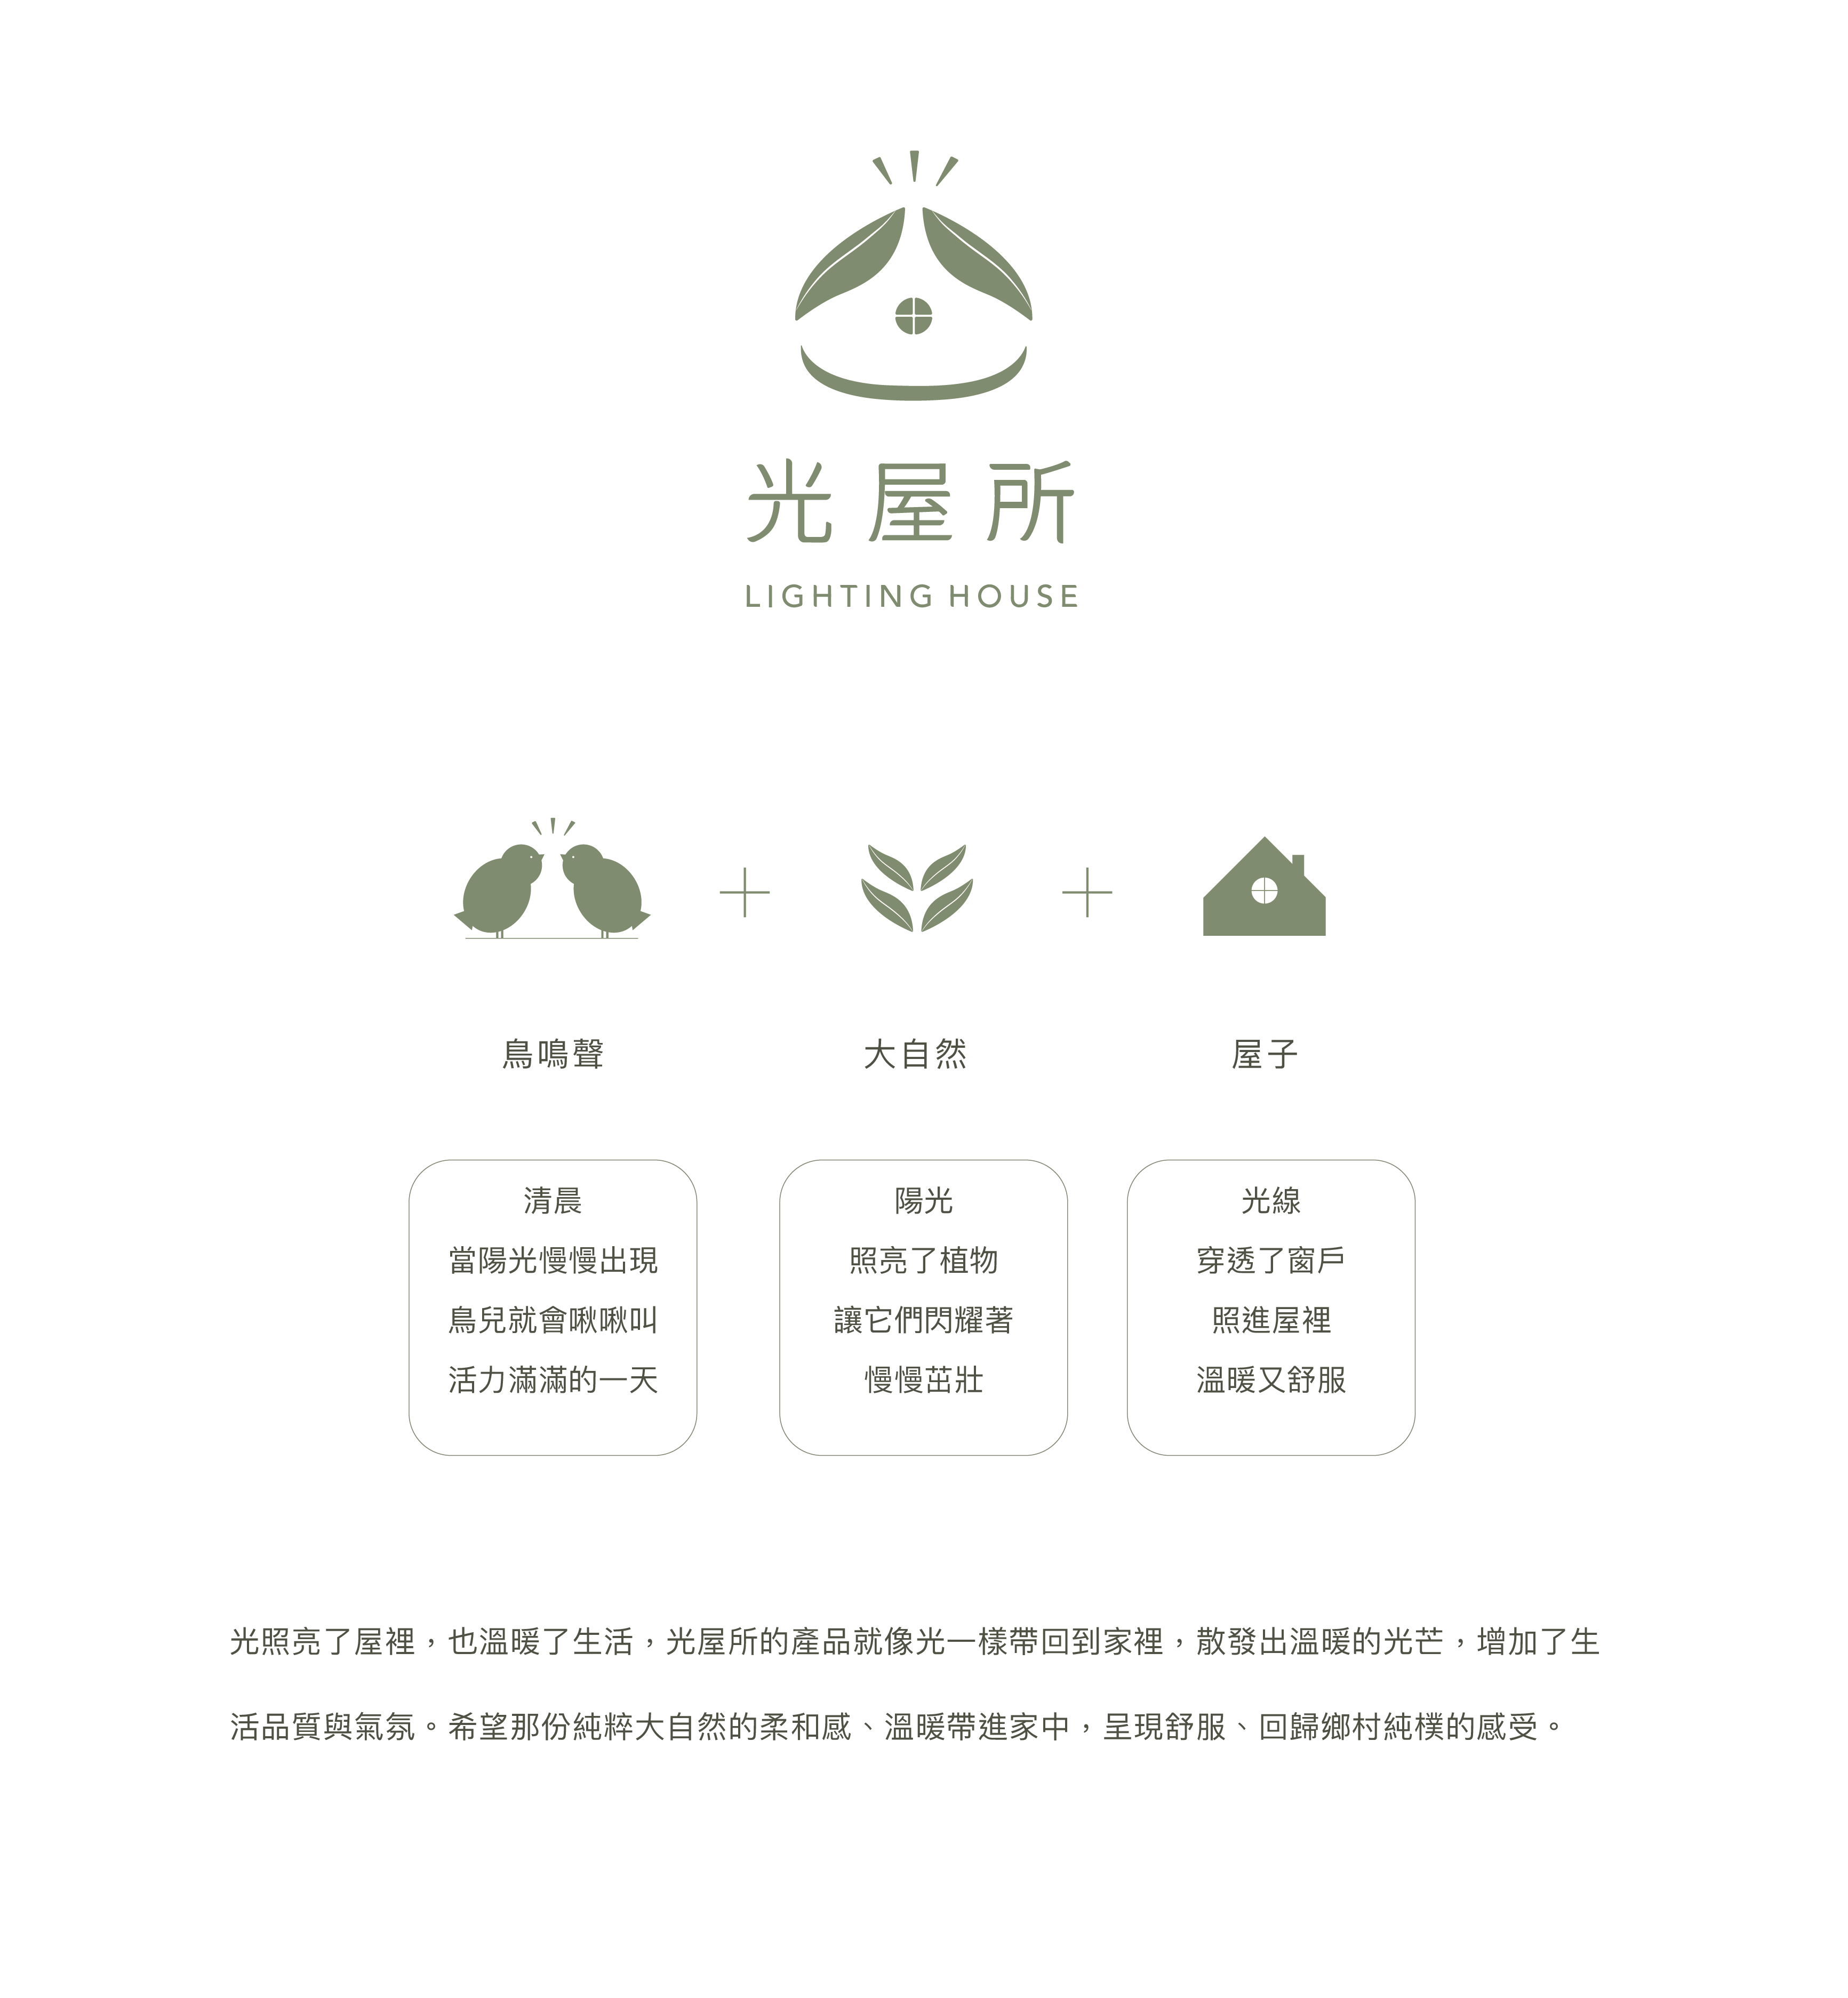 光屋所
LIGHTING HOUSE
鳥鳴聲
大自然
屋子
清晨
當陽光慢慢出現
鳥兒就會啾啾叫
活力滿滿的一天
陽光
照亮了植物
讓它們閃耀著
慢慢茁壯
光線
穿透了窗戶
照進屋裡
溫暖又舒服
光照亮了屋裡，也溫暖了生活，光屋所的產品就像光一樣帶回到家裡，散發出溫暖的光芒，增加了生
活品質與氣氛。希望那份純粹大自然的柔和感、溫暖帶進家中，呈現舒服、回歸鄉村純樸的感受。